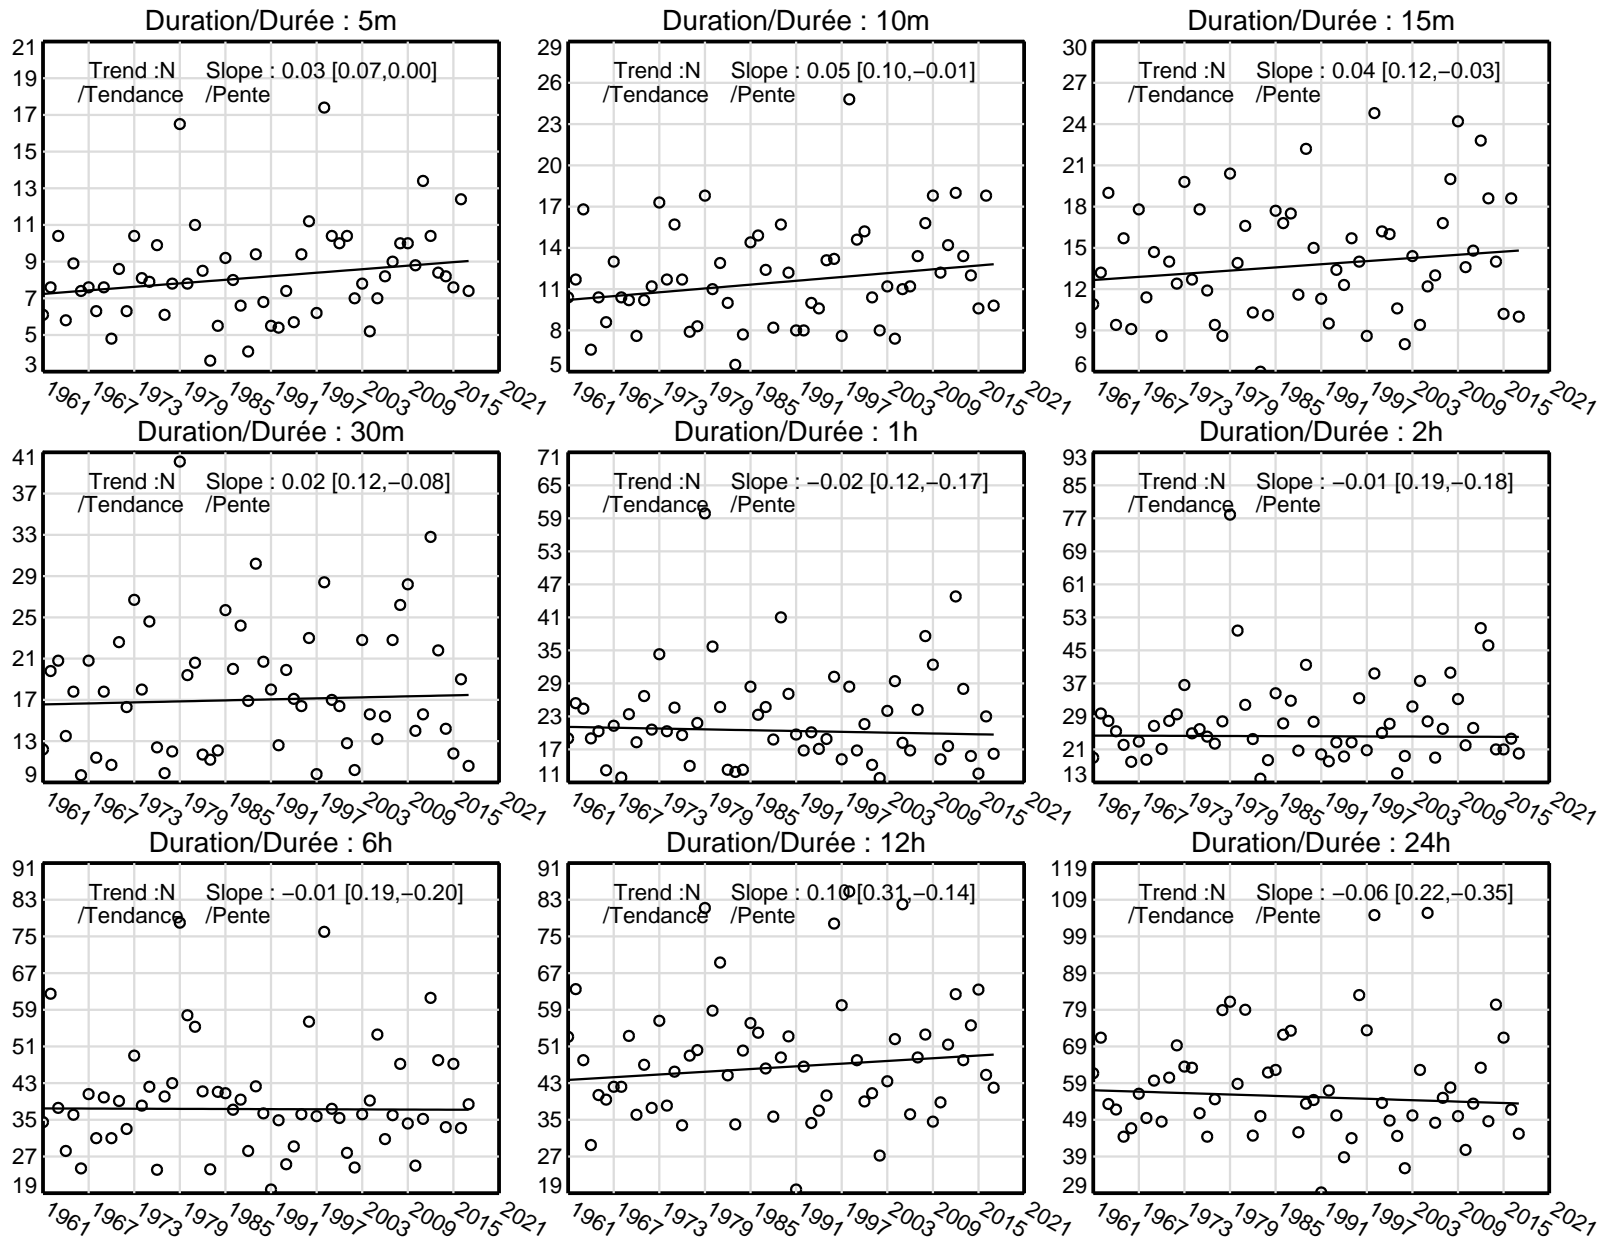 Duration/Durée : 5m
Trend :N Slope : 0.03 [0.07,0.00]
/Tendance /Pente
21
19
17
15
13
11
9
7
5
3
1961 1967 1973 1979 1985 1991 1997 2003 2009 2015 2021
Duration/Durée : 10m
Trend :N Slope : 0.05 [0.10,−0.01]
/Tendance /Pente
29
26
23
20
17
14
11
8
5
1961 1967 1973 1979 1985 1991 1997 2003 2009 2015 2021
Duration/Durée : 15m
Trend :N Slope : 0.04 [0.12,−0.03]
/Tendance /Pente
30
27
24
21
18
15
12
9
6
1961 1967 1973 1979 1985 1991 1997 2003 2009 2015 2021
Duration/Durée : 30m
Trend :N Slope : 0.02 [0.12,−0.08]
/Tendance /Pente
41
37
33
29
25
21
17
13
9
1961 1967 1973 1979 1985 1991 1997 2003 2009 2015 2021
Duration/Durée : 1h
Trend :N Slope : −0.02 [0.12,−0.17]
/Tendance /Pente
71
65
59
53
47
41
35
29
23
17
11
1961 1967 1973 1979 1985 1991 1997 2003 2009 2015 2021
Duration/Durée : 2h
Trend :N Slope : −0.01 [0.19,−0.18]
/Tendance /Pente
93
85
77
69
61
53
45
37
29
21
13
1961 1967 1973 1979 1985 1991 1997 2003 2009 2015 2021
Duration/Durée : 6h
Trend :N Slope : −0.01 [0.19,−0.20]
/Tendance /Pente
91
83
75
67
59
51
43
35
27
19
1961 1967 1973 1979 1985 1991 1997 2003 2009 2015 2021
Duration/Durée : 12h
Trend :N Slope : 0.10 [0.31,−0.14]
/Tendance /Pente
91
83
75
67
59
51
43
35
27
19
1961 1967 1973 1979 1985 1991 1997 2003 2009 2015 2021
Duration/Durée : 24h
Trend :N Slope : −0.06 [0.22,−0.35]
/Tendance /Pente
119
109
99
89
79
69
59
49
39
29
1961 1967 1973 1979 1985 1991 1997 2003 2009 2015 2021